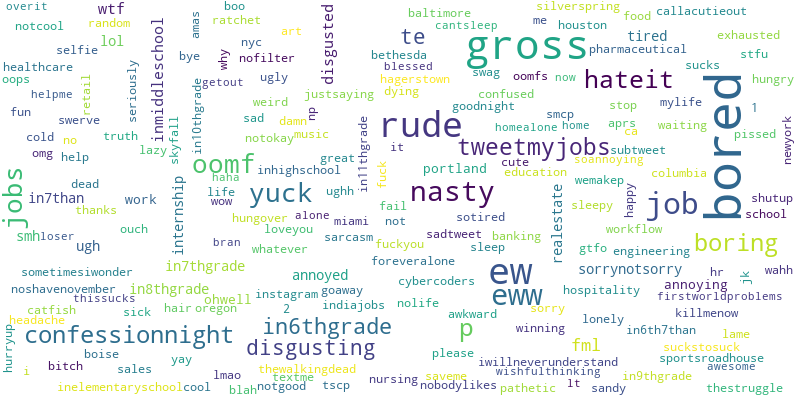 overit
wtf
random
boo
amas
ratchet
art
baltimore
cantsleep
me
silverspring
food
callacutieout
notcool
lol
selfie
bye
nyc
nofilter
why
disgusted
te
gross
houston
pharmaceutical
tired
exhausted
stfu
healthcare
oops
helpme
retail
seriously
inmiddleschool
getout
ugly
bethesda
blessed
hagerstown
dying
swag
oomfs
now
hateit
sucks
hungry
fun
swerve
cold
no
truth
omg
help
lazy
skyfall
in10thgrade
weird
justsaying
sad
damn
np
notokay
music
confused
goodnight
rude
homealone
home
smcp
stop
aprs
mylife
ca
waiting
1
pissed
bored
newyork
it
tweetmyjobs
subtweet
cute
soannoying
oomf
inhighschool
great
in11thgrade
fuck
portland
education
wemakep
columbia
dead
in7than
work
internship
haha
life
wow
yuck
ughh
nasty
happy
sleepy
job
shutup
school
jobs
thanks
hungover
alone
miami
fail
not
sotired
realestate
workflow
boring
smh
loser
ouch
bran
loveyou
sarcasm
fuckyou
sadtweet
banking
sleep
gtfo
engineering
ugh
whatever
foreveralone
ew
sorrynotsorry
hr
jk
wahh
sometimesiwonder
in7thgrade
annoyed
goaway
cybercoders
annoying
noshavenovember
in8thgrade
ohwell
instagram
indiajobs
eww
hospitality
firstworldproblems
thissucks
catfish
sick
hair
oregon
2
nolife
awkward
sorry
lonely
killmenow
headache
confessionnight
in6thgrade
p
winning
in6th7than
lame
hurryup
boise
yay
disgusting
please
fml
suckstosuck
sportsroadhouse
i
bitch
sales
lmao
thewalkingdead
iwillneverunderstand
awesome
inelementaryschool
cool
blah
notgood
textme
tscp
saveme
nursing
nobodylikes
wishfulthinking
pathetic
lt
sandy
in9thgrade
thestruggle